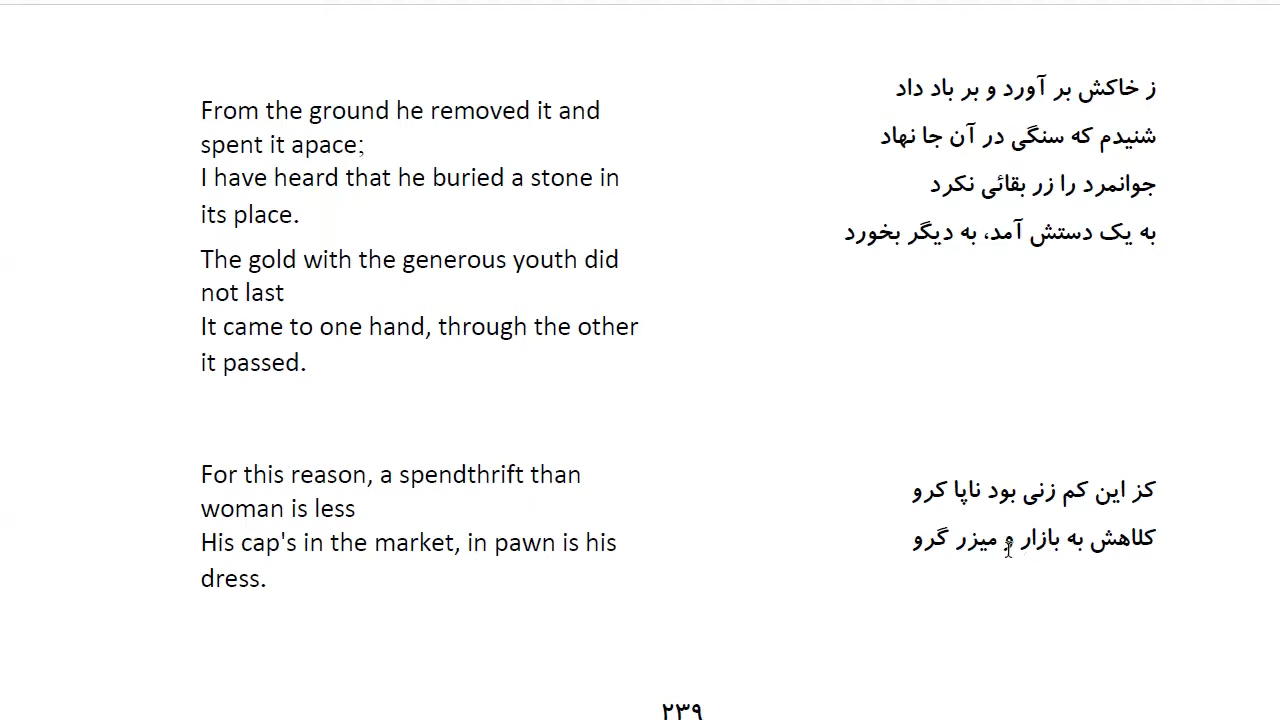 From the ground he removed it and
spent it apace;
I have heard that he buried a stone in
its place.
The gold with the generous youth did
not last
It came to one hand, through the other
it passed.
For this reason, a spendthrift than
woman is less
His cap's in the market, in pawn is his
dress.
ز خاکش بر آورد و بر باد داد
شنیدم که سنگی در آن جا نهاد
جوانمرد را زر بقائی نکرد
به یک دستش آمد، به دیگر بخورد
کز این کم زنی بود ناپا کرو
کلاهش به بازار و میزر گرو
۲۳۹